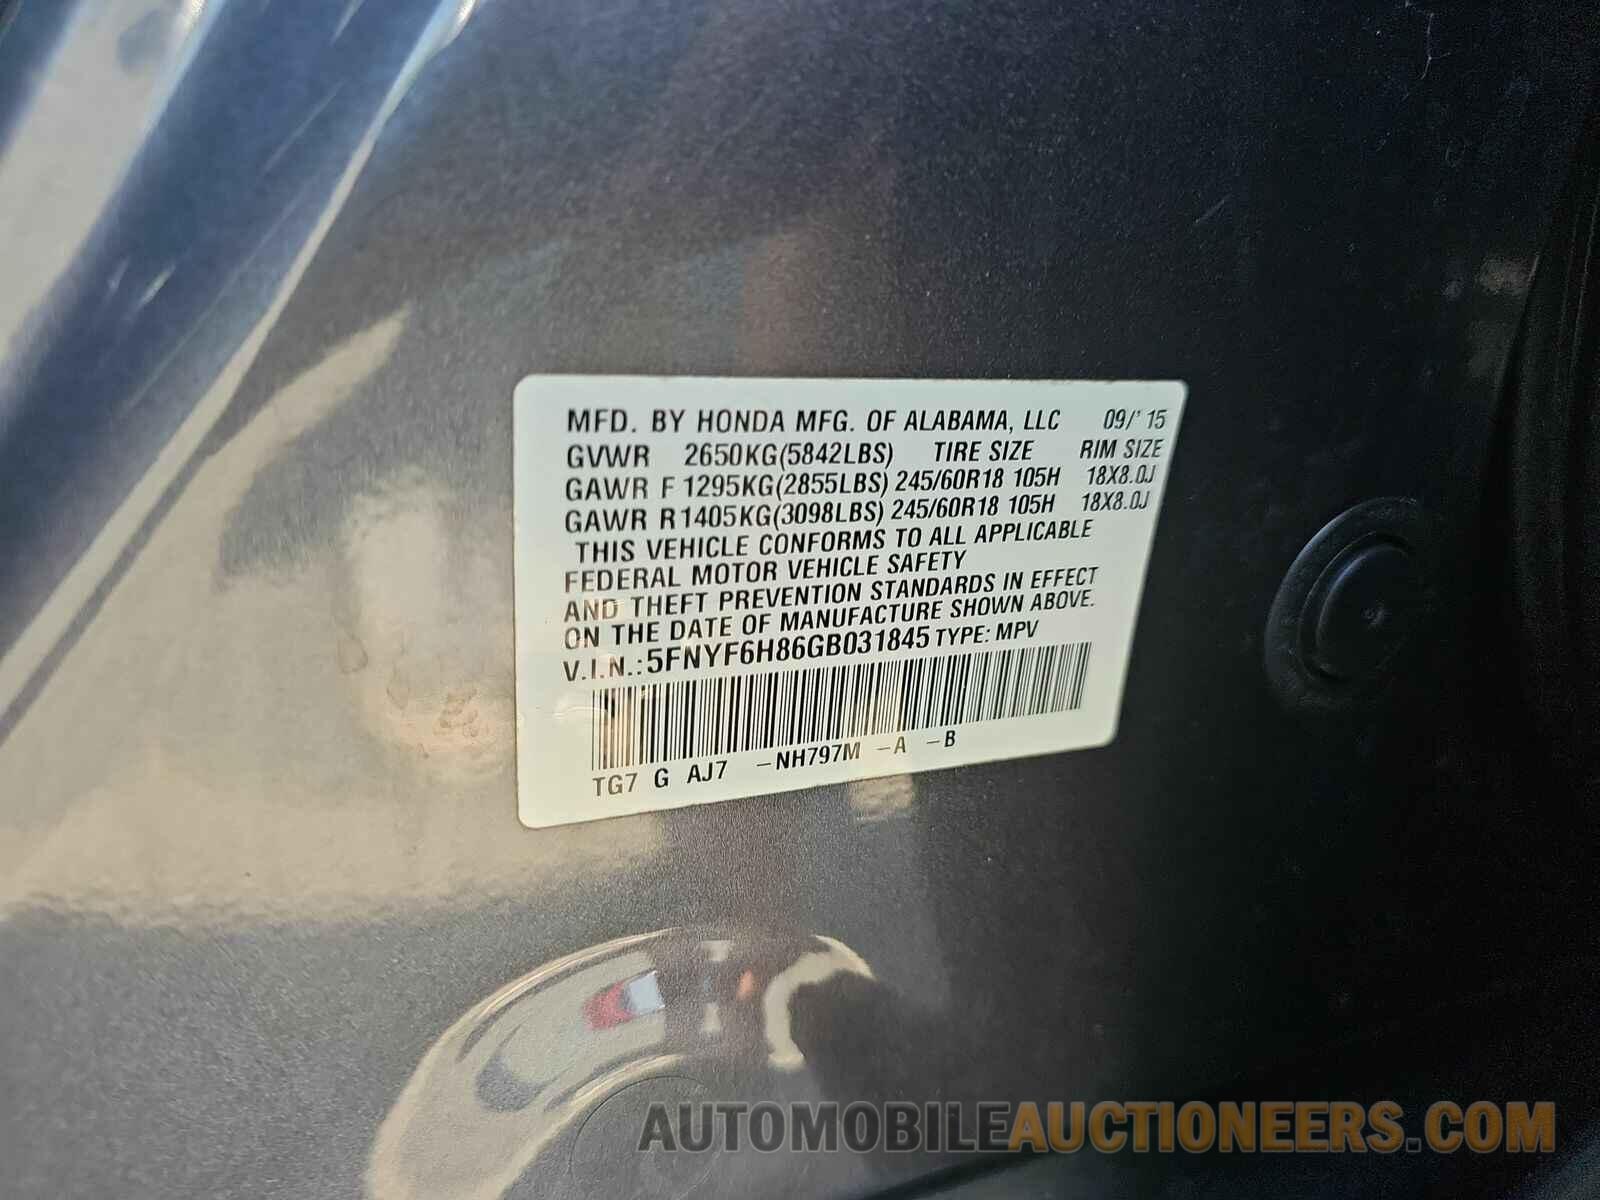 MFD. BY HONDA MFG. OF ALABAMA, LLC 09/' 15
GVWR 2650KG(5842LBS) TIRE SIZE RIM SIZE
GAWR F 1295KG(2855LBS) 245/60R18 105H 18X8.0J
GAWR R1405KG(3098LBS) 245/60R18 105H 18X8.0J
THIS VEHICLE CONFORMS TO ALL APPLICABLE
FEDERAL MOTOR VEHICLE SAFETY
AND THEFT PREVENTION STANDARDS IN EFFECT
ON THE DATE OF MANUFACTURE SHOWN ABOVE.
V.I.N.:5FNYF6H86GB031845 TYPE: MPV
TG7 G AJ7 -NH797M -A -B
AUTOMOBILEAUCTIONEERS.COM